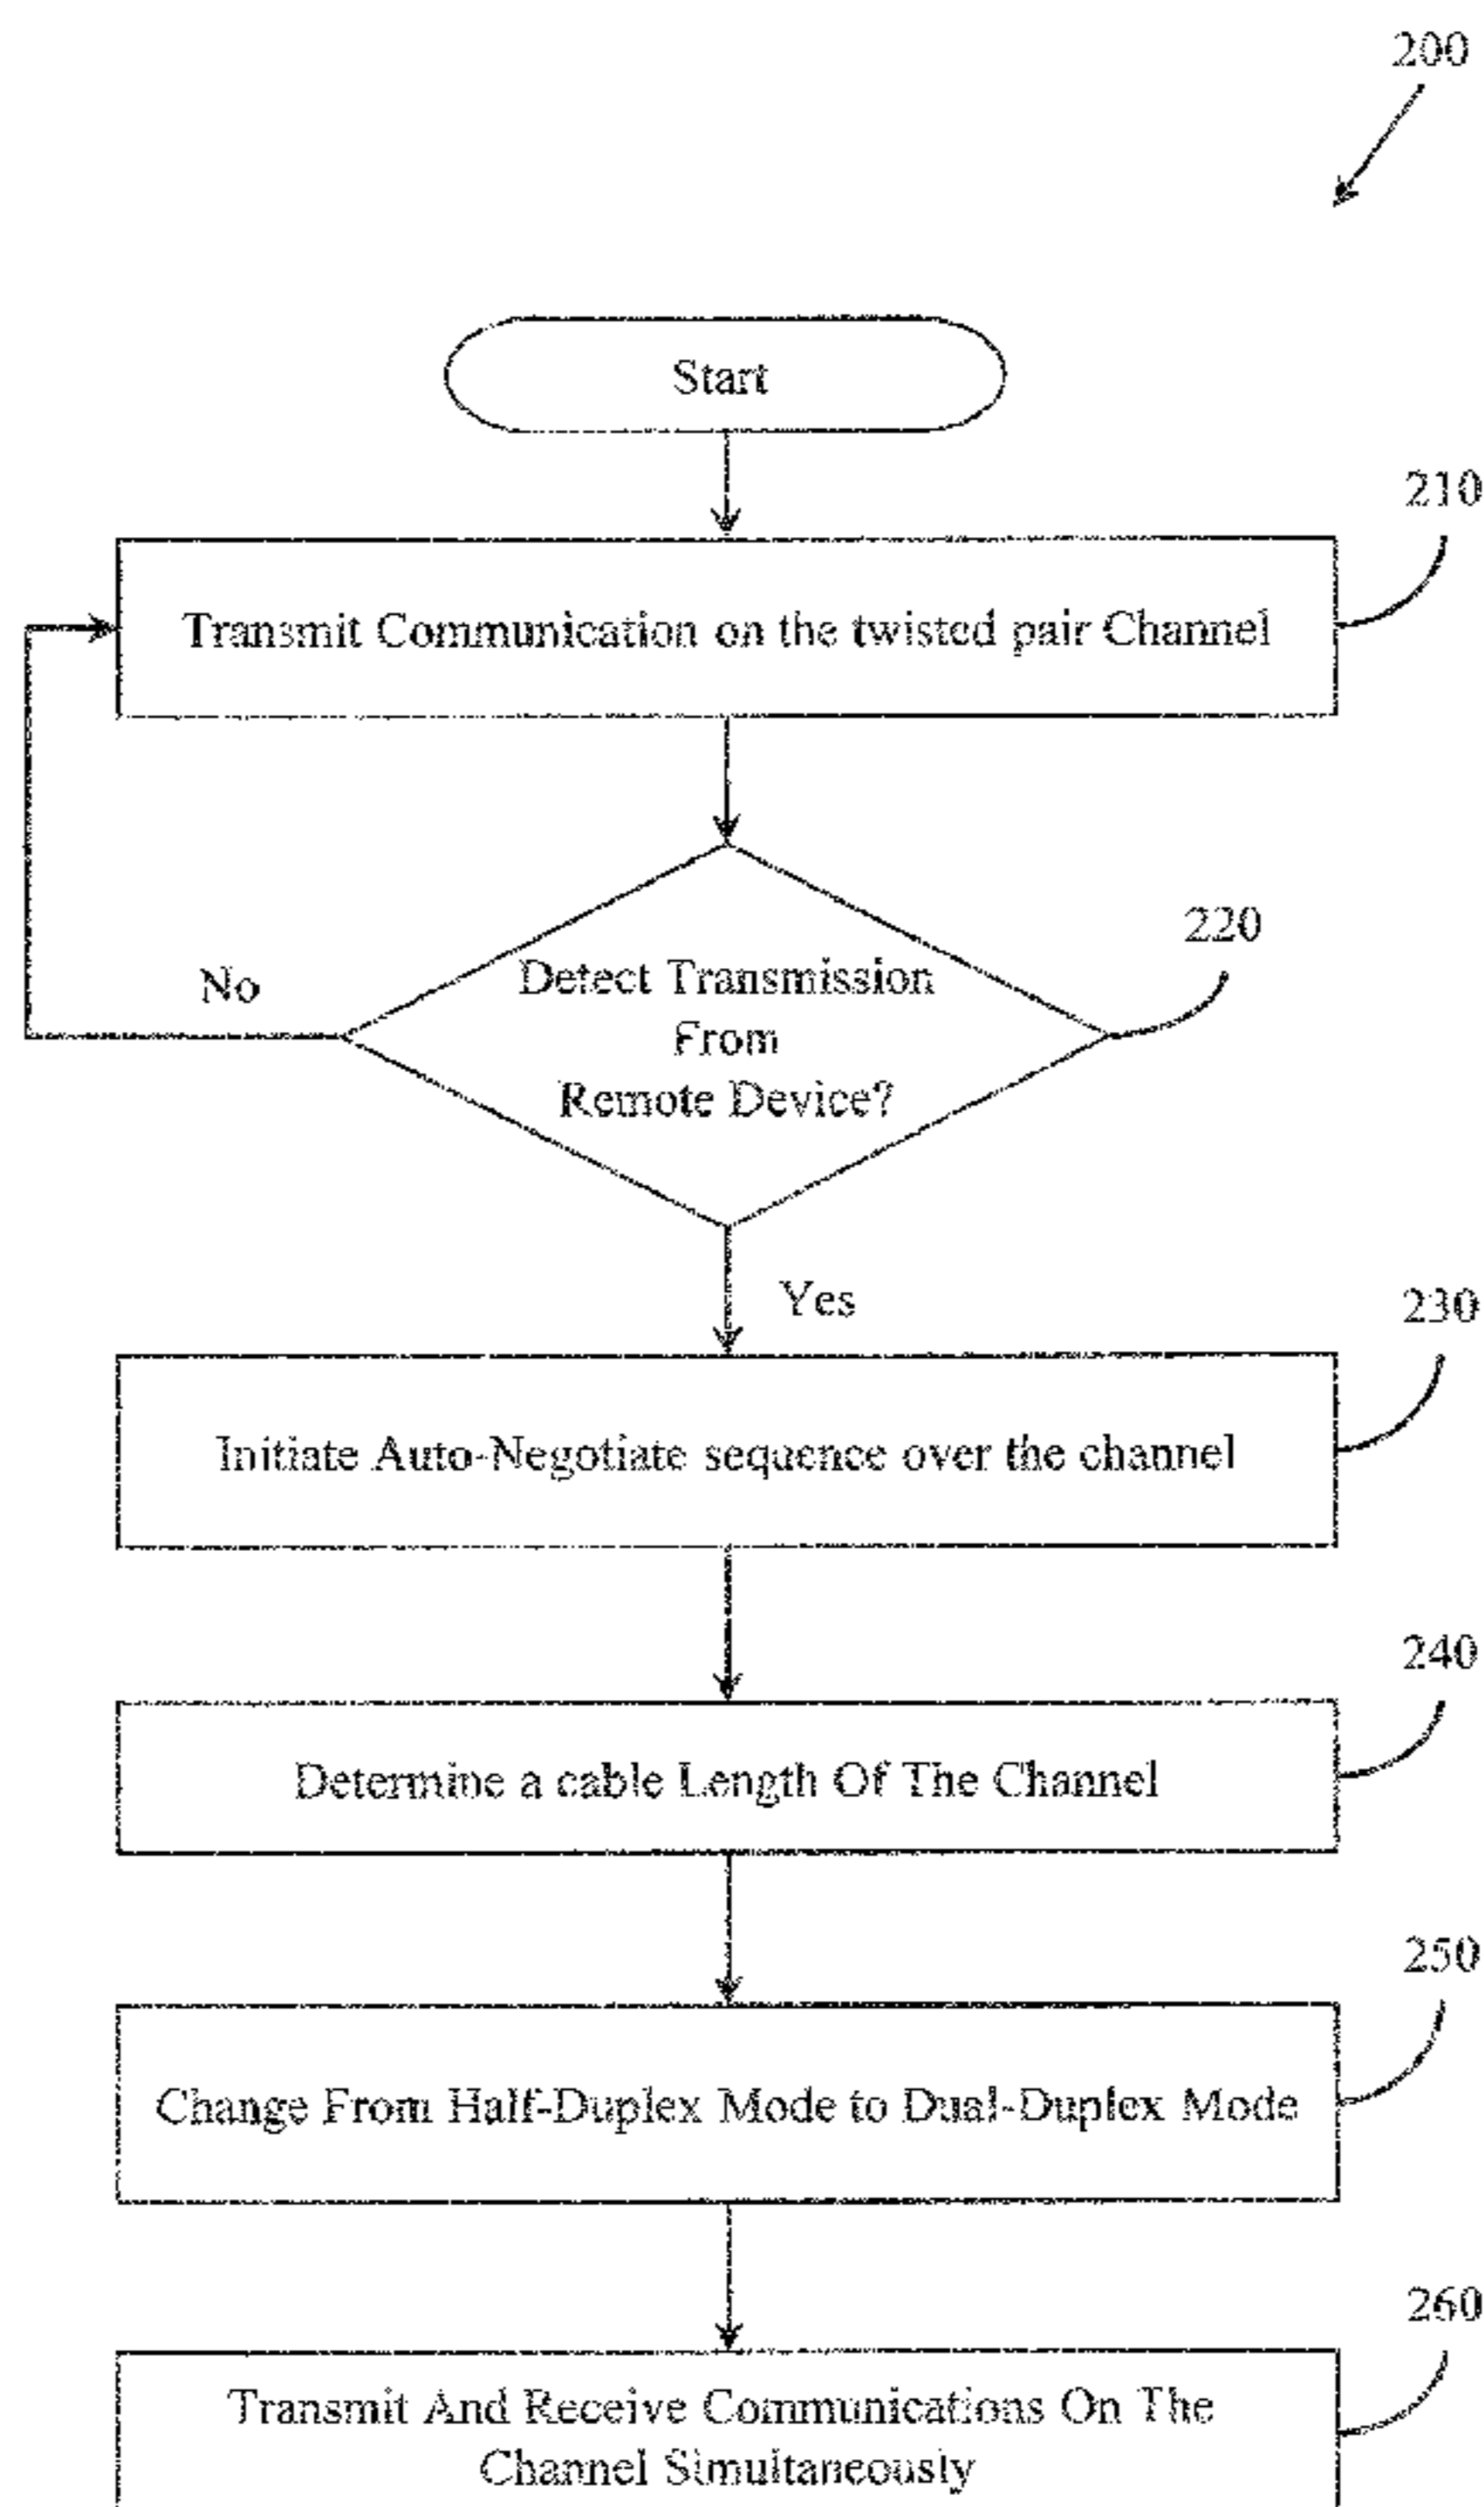 200
Start
210
Transmit Communication on the twisted pair Channel
220
No
Detect Transmission
From
Remote Device?
Yes
230
Initiate Auto-Negotiate sequence over the channel
240
Determine a cable Length Of The Channel
250
Change From Half-Duplex Mode to Dual-Duplex Mode
260
Transmit And Receive Communications On The
Channel Simultaneously